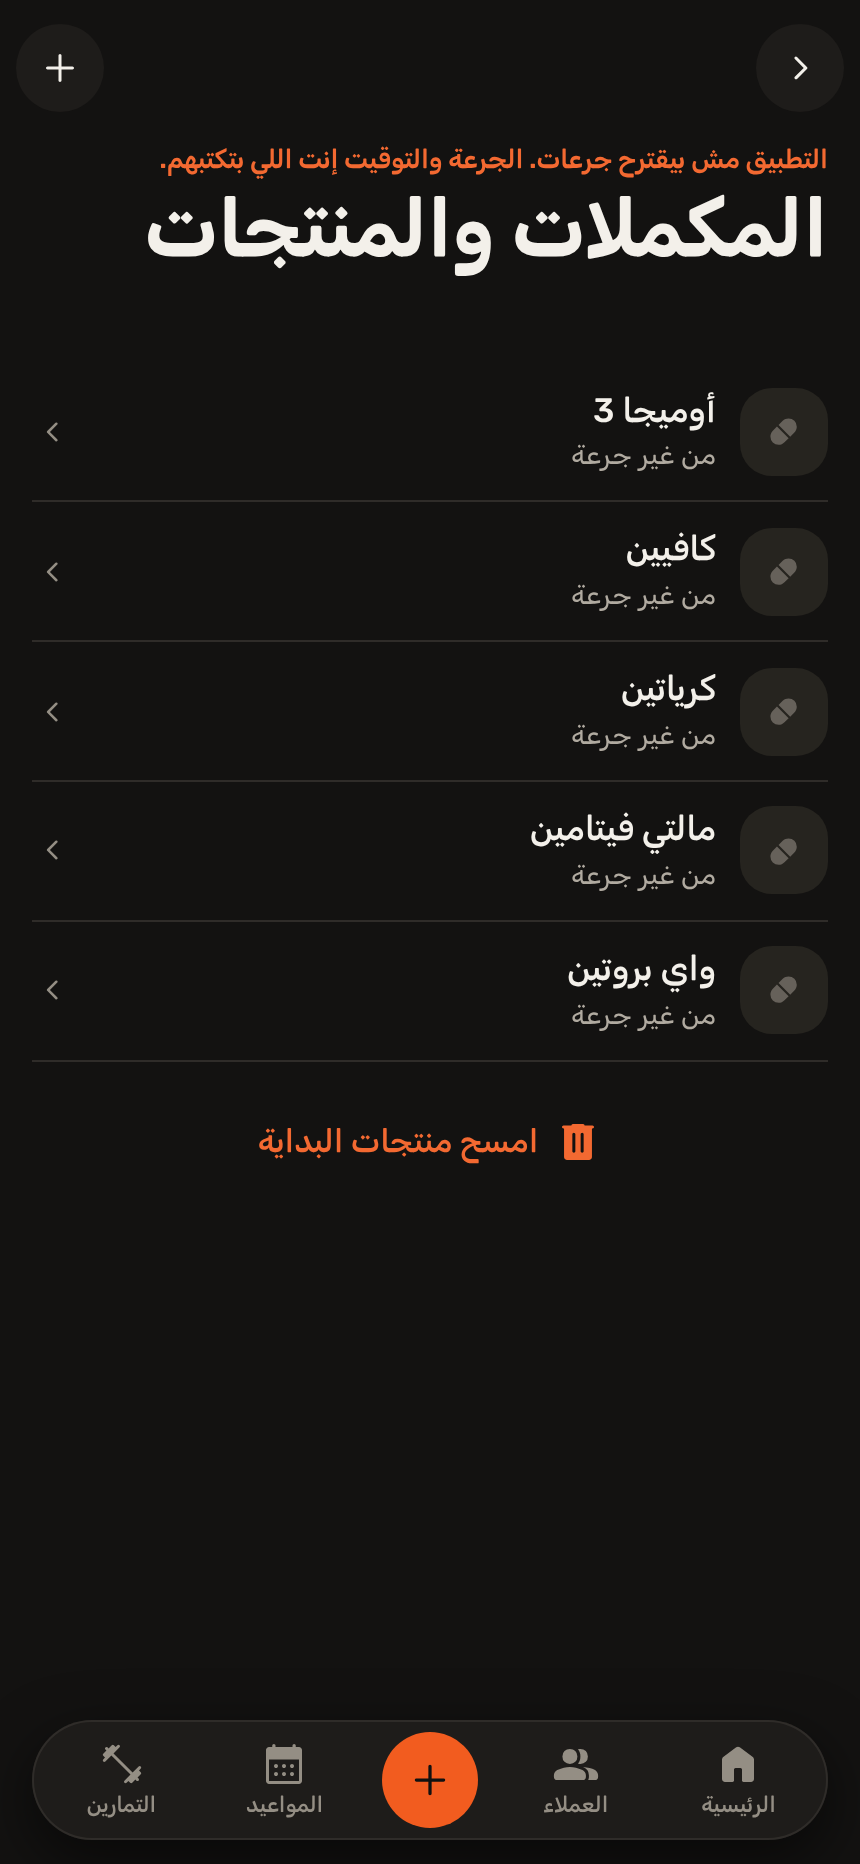 التطبيق مش بيقترح جرعات. الجرعة والتوقيت إنت اللي بتكتبهم.
المكملات والمنتجات
أوميجا 3
من غير جرعة
كافيين
من غير جرعة
كرياتين
من غير جرعة
مالتي فيتامين
من غير جرعة
واي بروتين
من غير جرعة
امسح منتجات البداية
الرئيسية
العملاء
المواعيد
التمارين